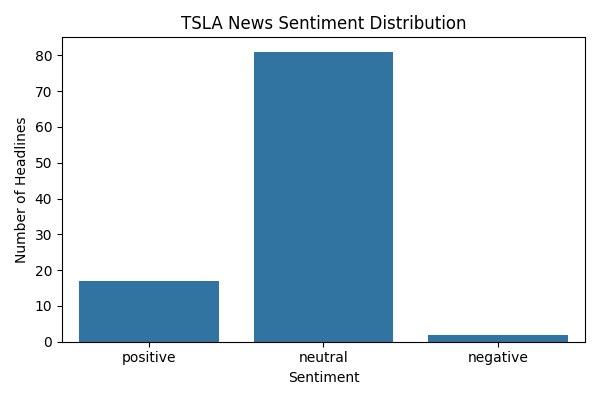 TSLA News Sentiment Distribution
Number of Headlines
80
70
60
50
40
30
20
10
0
positive neutral negative
Sentiment